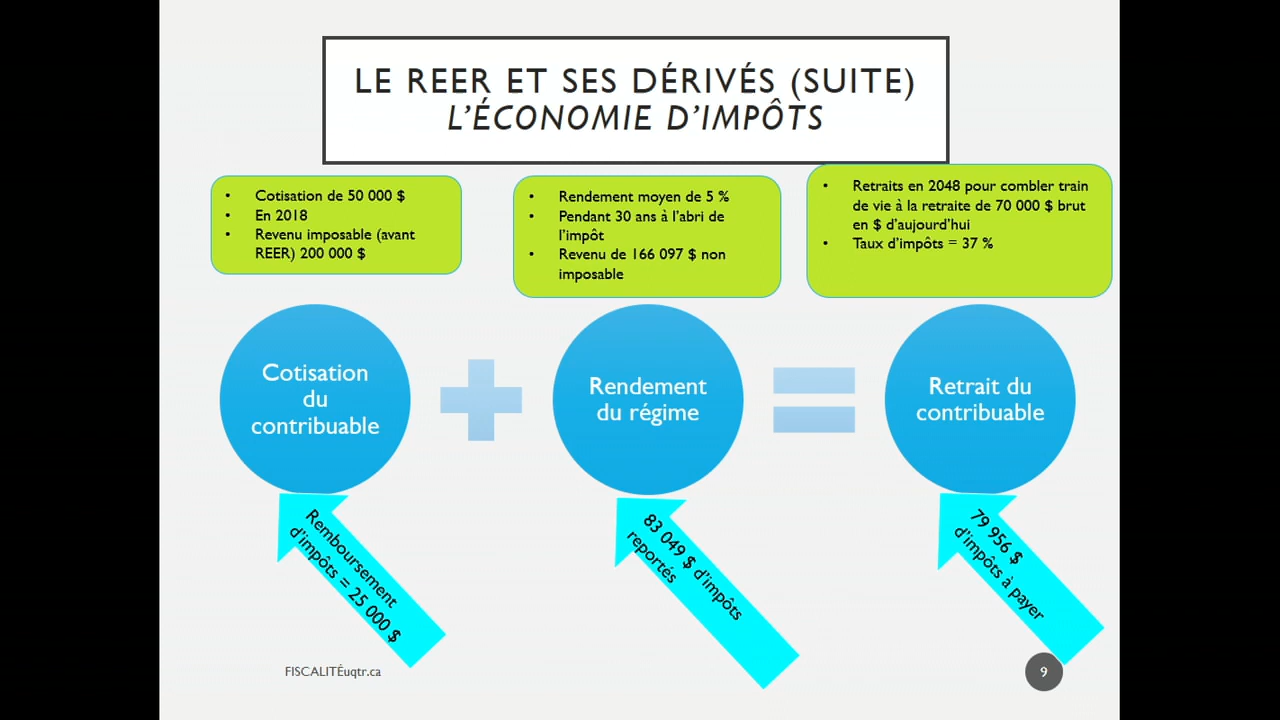 LE REER ET SES DÉRIVÉS (SUITE)
L'ÉCONOMIE D'IMPÔTS
• Cotisation de 50 000 $
• En 2018
• Revenu imposable (avant
REER) 200 000 $
• Rendement moyen de 5 %
• Pendant 30 ans à l'abri de
l'impôt
• Revenu de 166 097 $ non
imposable
• Retraits en 2048 pour combler train
de vie à la retraite de 70 000 $ brut
en $ d'aujourd'hui
• Taux d'impôts = 37 %
Cotisation
du
contribuable
Rendement
du régime
Retrait du
contribuable
Remboursement
d'impôts = 25 000 $
83 049 $ d'impôts
reportés
79 956 $
d'impôts à payer
FISCALITÉuqtr.ca
9